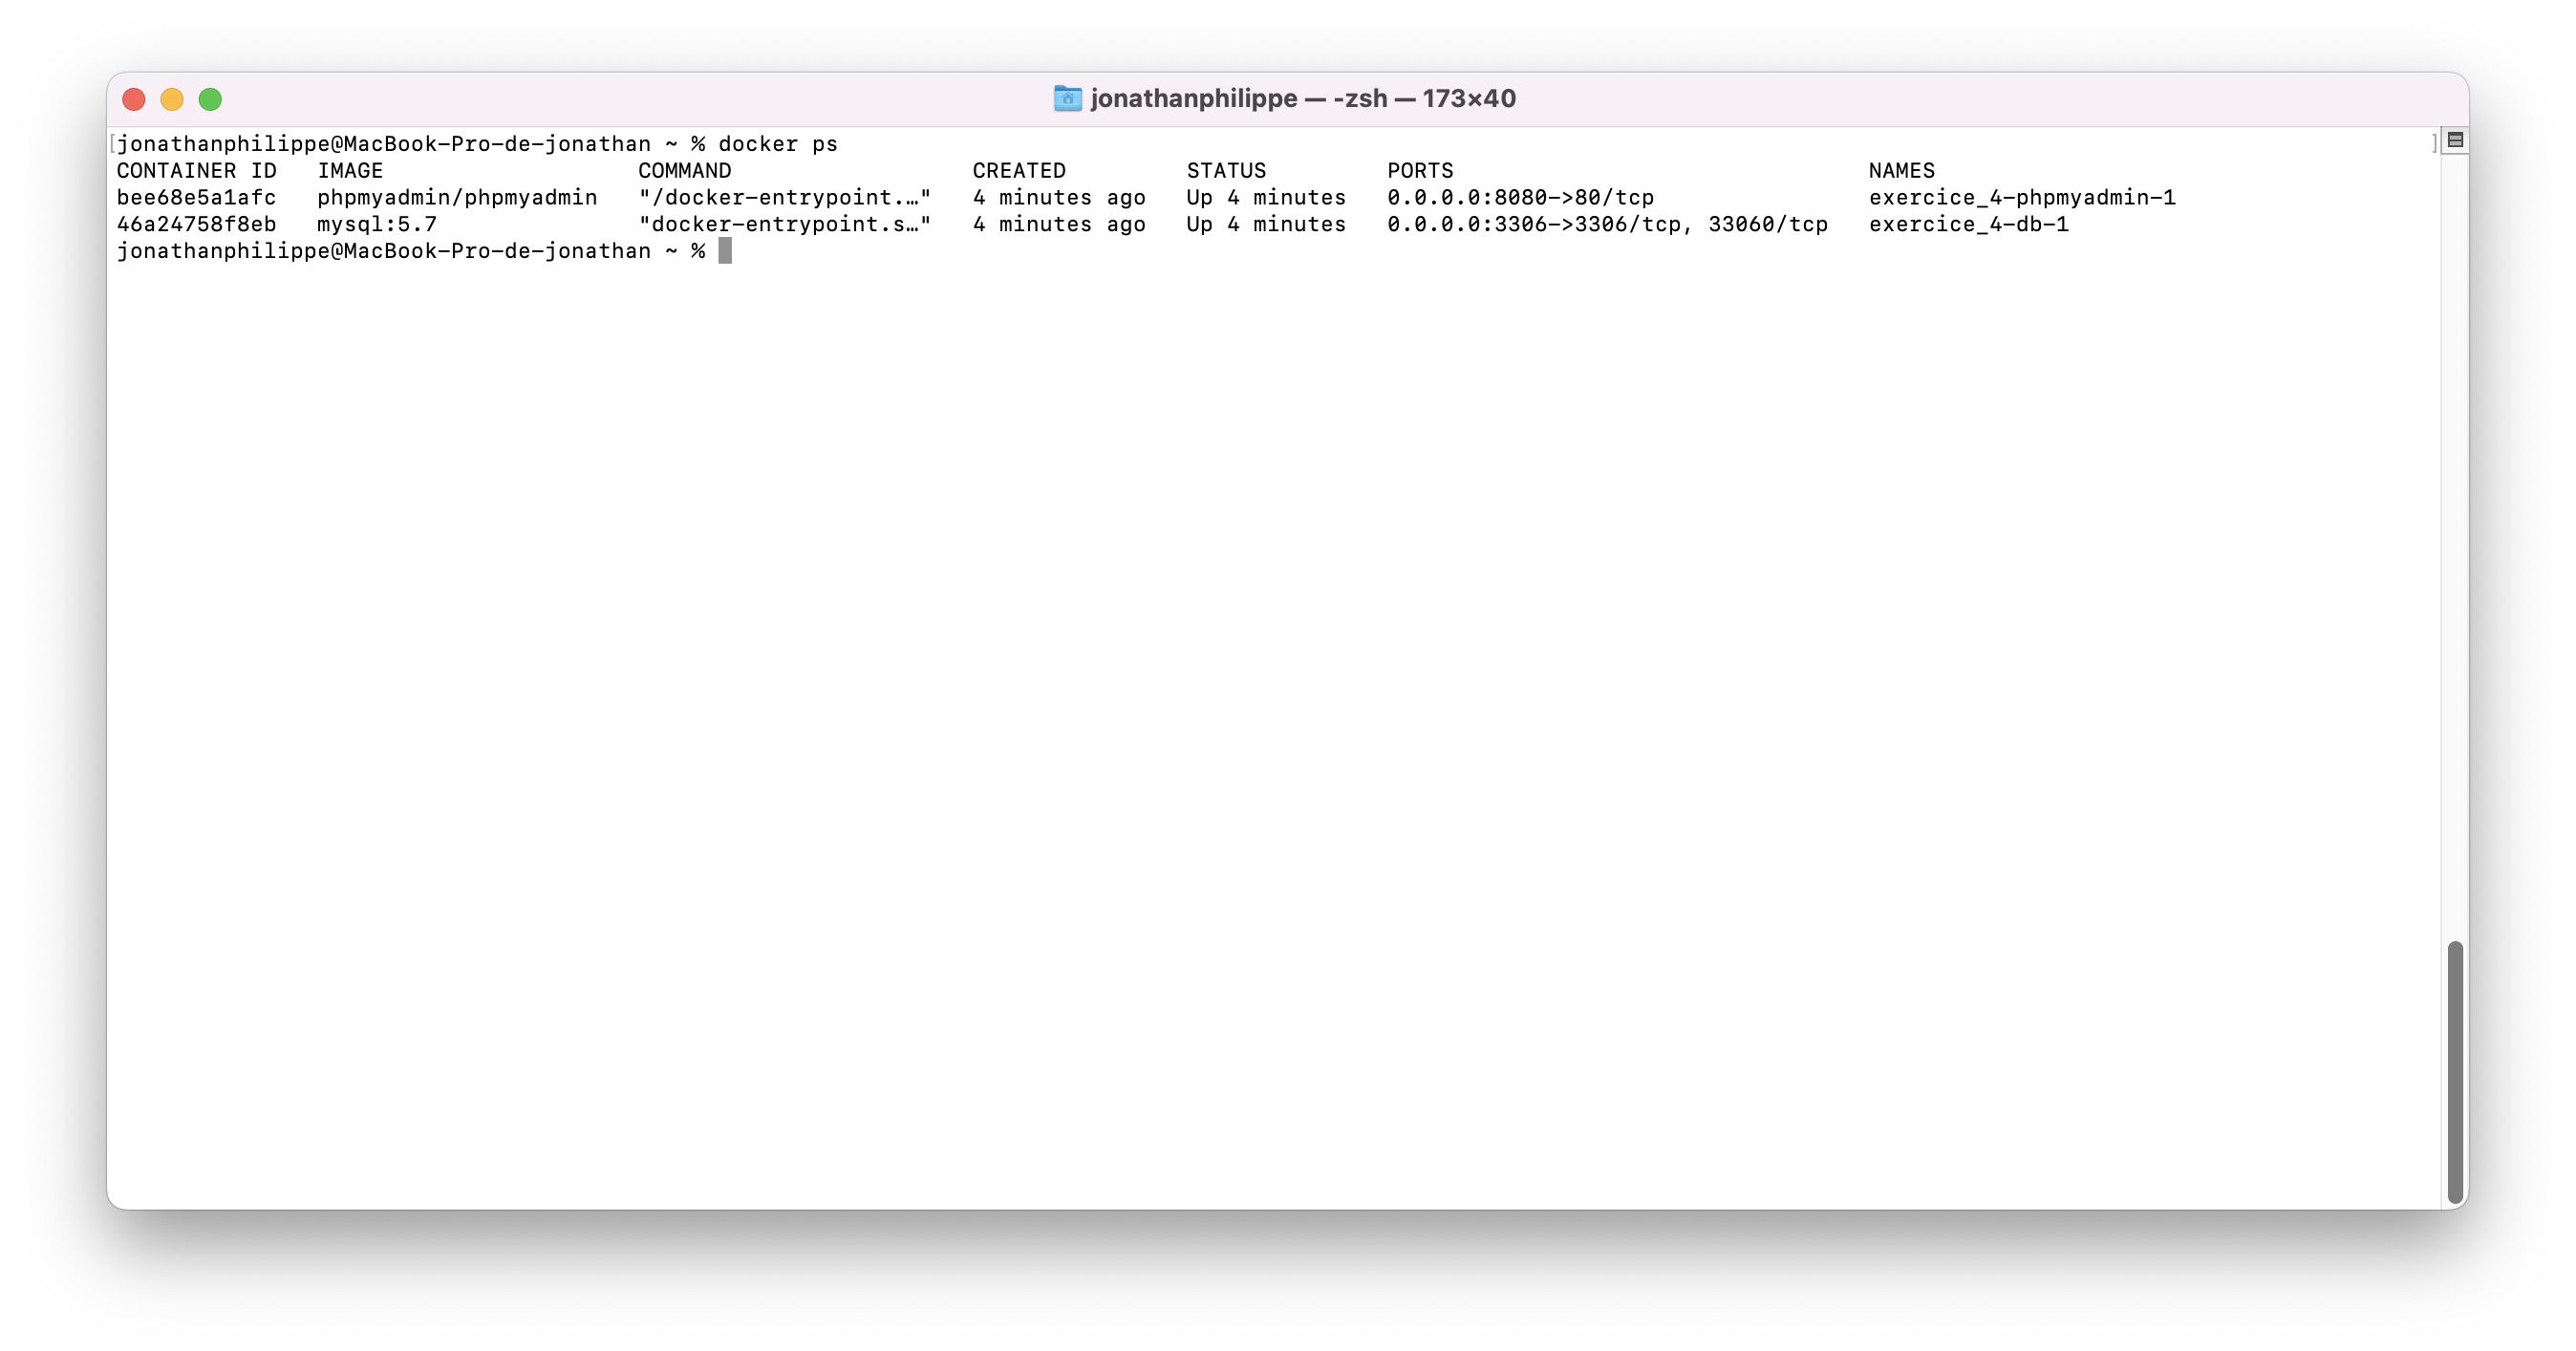 jonathanphilippe — -zsh — 173×40
[jonathanphilippe@MacBook-Pro-de-jonathan ~ % docker ps ]
CONTAINER ID   IMAGE                   COMMAND                  CREATED         STATUS         PORTS                               NAMES
bee68e5a1afc   phpmyadmin/phpmyadmin   "/docker-entrypoint.…"   4 minutes ago   Up 4 minutes   0.0.0.0:8080->80/tcp                exercice_4-phpmyadmin-1
46a24758f8eb   mysql:5.7               "docker-entrypoint.s…"   4 minutes ago   Up 4 minutes   0.0.0.0:3306->3306/tcp, 33060/tcp   exercice_4-db-1
jonathanphilippe@MacBook-Pro-de-jonathan ~ %